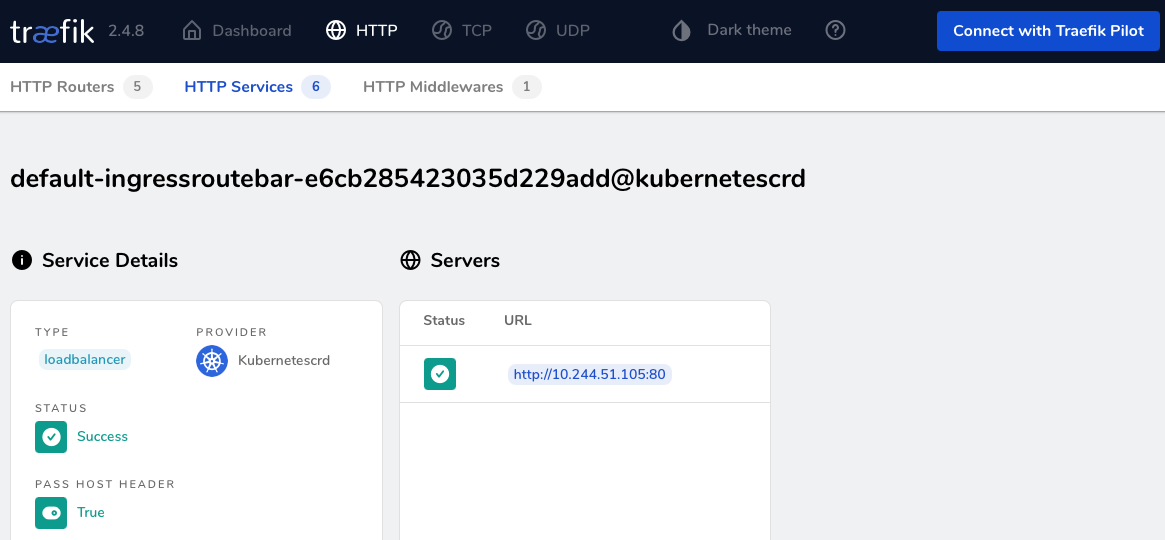 træfik 2.4.8 Dashboard HTTP TCP UDP Dark theme Connect with Traefik Pilot
HTTP Routers 5 HTTP Services 6 HTTP Middlewares 1
default-ingressroutebar-e6cb285423035d229add@kubernetescrd
Service Details
TYPE PROVIDER
loadbalancer Kubernetescrd
STATUS
Success
PASS HOST HEADER
True
Servers
Status URL
http://10.244.51.105:80